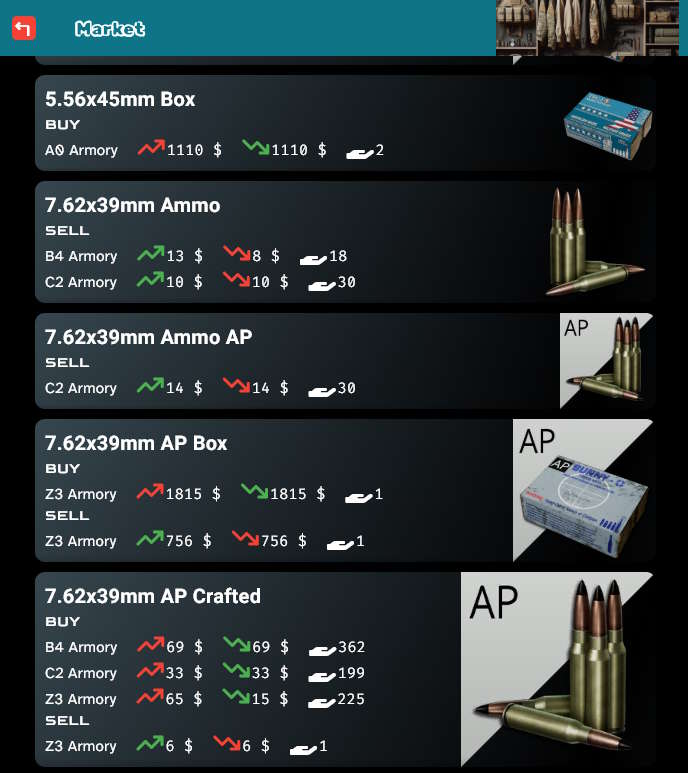 Market
5.56x45mm Box
BUY
A0 Armory 1110 $ 1110 $ 2
7.62x39mm Ammo
SELL
B4 Armory 13 $ 8 $ 18
C2 Armory 10 $ 10 $ 30
7.62x39mm Ammo AP
SELL
C2 Armory 14 $ 14 $ 30
AP
7.62x39mm AP Box
BUY
Z3 Armory 1815 $ 1815 $ 1
SELL
Z3 Armory 756 $ 756 $ 1
AP
AP
7.62x39mm AP Crafted
BUY
B4 Armory 69 $ 69 $ 362
C2 Armory 33 $ 33 $ 199
Z3 Armory 65 $ 15 $ 225
SELL
Z3 Armory 6 $ 6 $ 1
AP